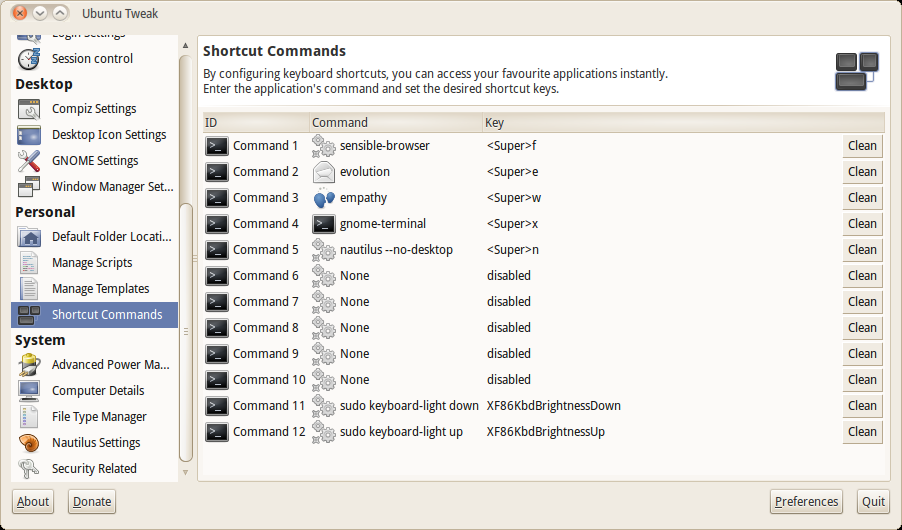 Ubuntu Tweak
Login Settings
Session control
Desktop
Compiz Settings
Desktop Icon Settings
GNOME Settings
Window Manager Set...
Personal
Default Folder Locati...
Manage Scripts
Manage Templates
Shortcut Commands
System
Advanced Power Ma...
Computer Details
File Type Manager
Nautilus Settings
Security Related
Shortcut Commands
By configuring keyboard shortcuts, you can access your favourite applications instantly.
Enter the application's command and set the desired shortcut keys.
ID Command Key
Command 1 sensible-browser <Super>f Clean
Command 2 evolution <Super>e Clean
Command 3 empathy <Super>w Clean
Command 4 gnome-terminal <Super>x Clean
Command 5 nautilus --no-desktop <Super>n Clean
Command 6 None disabled Clean
Command 7 None disabled Clean
Command 8 None disabled Clean
Command 9 None disabled Clean
Command 10 None disabled Clean
Command 11 sudo keyboard-light down XF86KbdBrightnessDown Clean
Command 12 sudo keyboard-light up XF86KbdBrightnessUp Clean
About Donate Preferences Quit